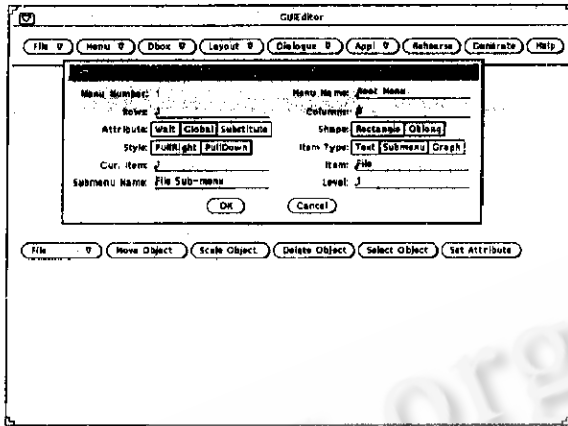 GUIEditor
File Menu Dbox Layout Dialogue Appl Rehearse Generate Help
Menu Number: 1 Menu Name: Root Menu
Rows: Columns:
Attribute: Wait Global Substitute Shape: Rectangle Oblong
Style: PullRight PullDown Item Type: Text Submenu Graph
Cur. Item: 1 Item: File
Submenu Name: File Sub-menu Level: 1
OK Cancel
File Move Object Scale Object Delete Object Select Object Set Attribute